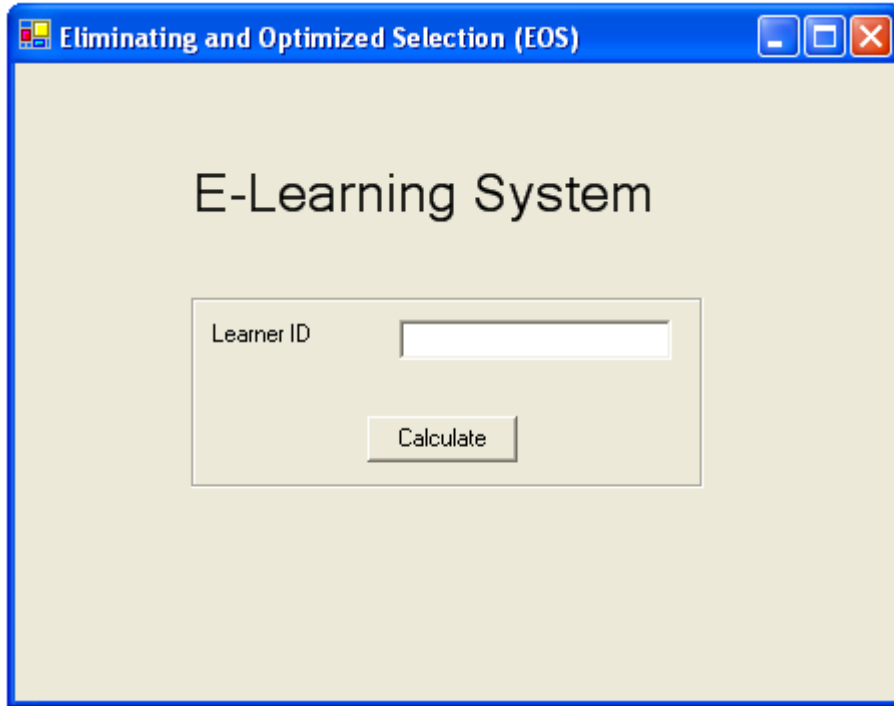 Eliminating and Optimized Selection (EOS)
E-Learning System
Learner ID
Calculate